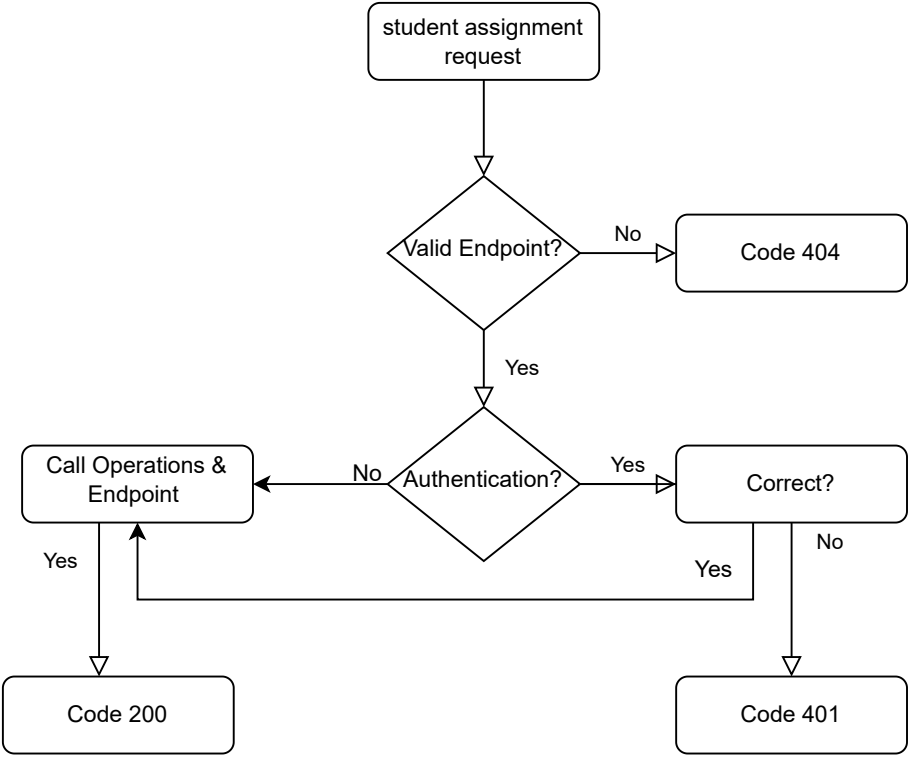 student assignment
request
Valid Endpoint?
No
Code 404
Yes
Call Operations &
Endpoint
No
Authentication?
Yes
Correct?
Yes
Yes
No
Code 200
Code 401